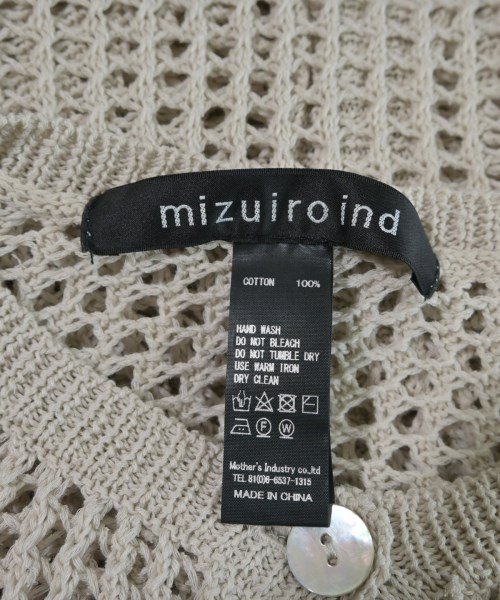 mizuiro ind
COTTON 100%
HAND WASH
DO NOT BLEACH
DO NOT TUMBLE DRY
USE WARM IRON
DRY CLEAN
F W
Mother's Industry co.,ltd
TEL 81(0)6-6537-1315
MADE IN CHINA